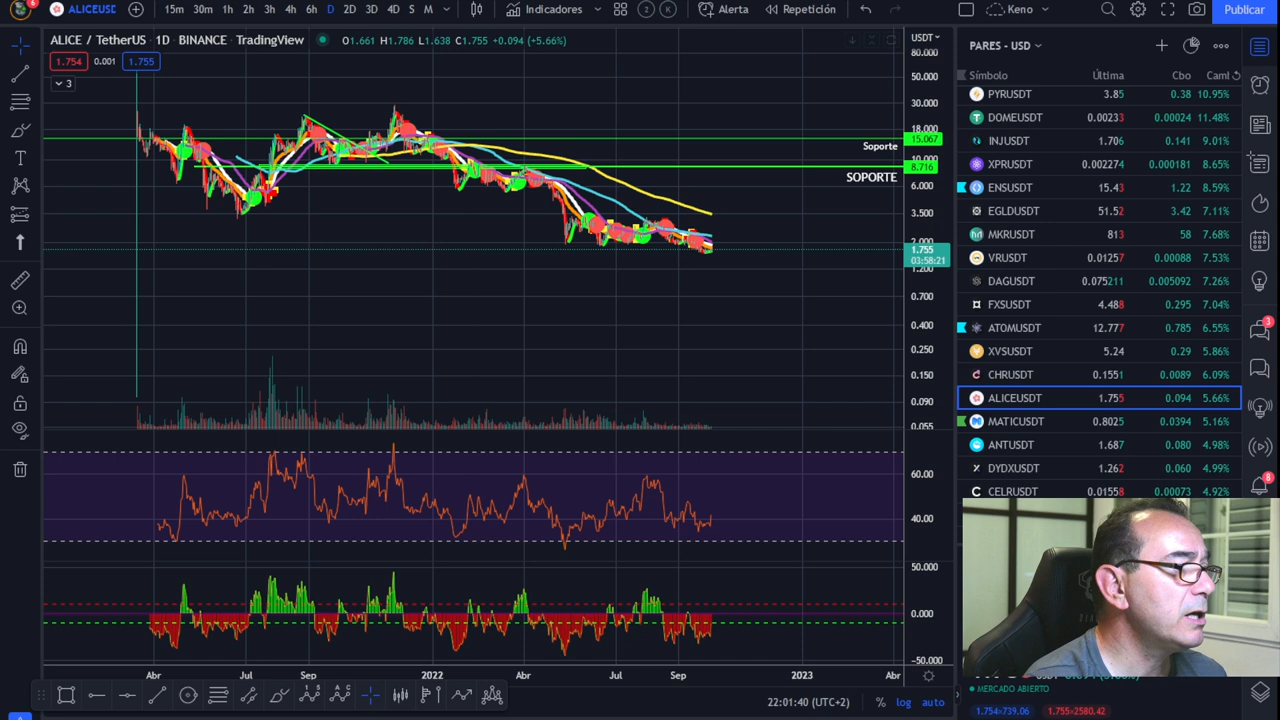 6 ALICEUSD 15m 30m 1h 2h 3h 4h 6h D 2D 3D 4D S M Indicadores 2 K Alerta Repetición Keno Publicar
ALICE / TetherUS · 1D · BINANCE · TradingView O1.661 H1.786 L1.638 C1.755 +0.094 (+5.66%)
1.754 0.001 1.755
3
USDT
80.000
50.000
30.000
18.000
15.067
Soporte
10.000
8.716
SOPORTE
6.000
3.500
2.000
1.755
03:58:21
1.200
0.700
0.400
0.250
0.150
0.090
0.055
60.00
40.00
50.000
0.000
-50.000
Abr Jul Sep 2022 Abr Jul Sep 2023 Abr
22:01:40 (UTC+2) % log auto
PARES - USD
Símbolo Última Cbo Caml
PYRUSDT 3.85 0.38 10.95%
DOMEUSDT 0.00233 0.00024 11.48%
INJUSDT 1.706 0.141 9.01%
XPRUSDT 0.002274 0.000181 8.65%
ENSUSDT 15.43 1.22 8.59%
EGLDUSDT 51.52 3.42 7.11%
MKRUSDT 813 58 7.68%
VRUSDT 0.01257 0.00088 7.53%
DAGUSDT 0.075211 0.005092 7.26%
FXSUSDT 4.488 0.295 7.04%
ATOMUSDT 12.777 0.785 6.55%
XVSUSDT 5.24 0.29 5.86%
CHRUSDT 0.1551 0.0089 6.09%
ALICEUSDT 1.755 0.094 5.66%
MATICUSDT 0.8025 0.0394 5.16%
ANTUSDT 1.687 0.080 4.98%
DYDXUSDT 1.262 0.060 4.99%
CELRUSDT 0.01558 0.00073 4.92%
3
8
MERCADO ABIERTO
1.754×739.06 1.755×2580.42